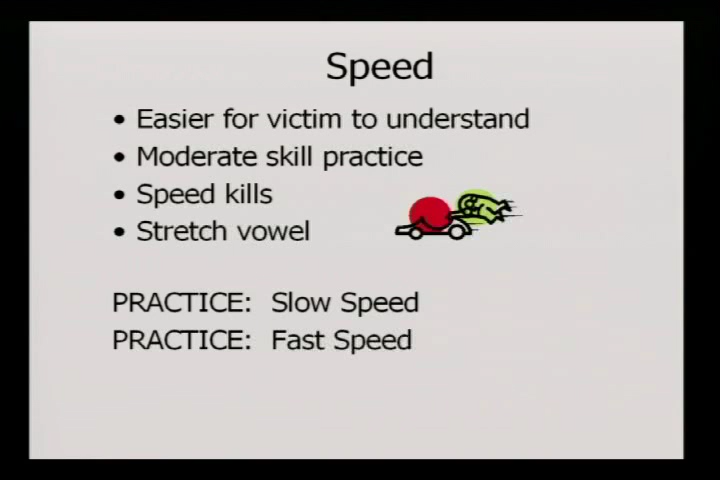 Speed
• Easier for victim to understand
• Moderate skill practice
• Speed kills
• Stretch vowel
PRACTICE: Slow Speed
PRACTICE: Fast Speed